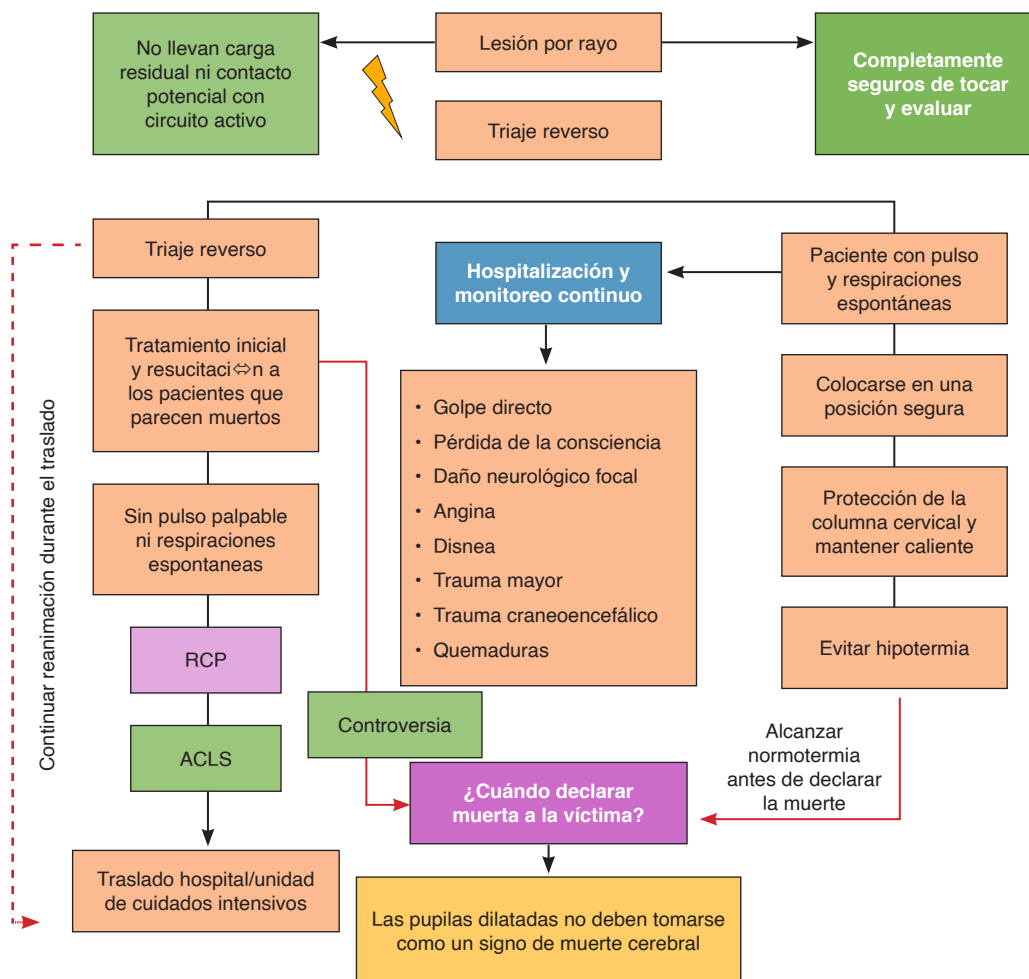 No llevan carga
residual ni contacto
potencial con
circuito activo
Lesión por rayo
Completamente
seguros de tocar
y evaluar
Triaje reverso
Triaje reverso
Tratamiento inicial
y resucitaci⇔n a
los pacientes que
parecen muertos
Sin pulso palpable
ni respiraciones
espontaneas
RCP
ACLS
Traslado hospital/unidad
de cuidados intensivos
Continuar reanimación durante el traslado
Hospitalización y
monitoreo continuo
• Golpe directo
• Pérdida de la consciencia
• Daño neurológico focal
• Angina
• Disnea
• Trauma mayor
• Trauma craneoencefálico
• Quemaduras
Paciente con pulso
y respiraciones
espontáneas
Colocarse en una
posición segura
Protección de la
columna cervical y
mantener caliente
Evitar hipotermia
Controversia
Alcanzar
normotermia
antes de declarar
la muerte
¿Cuándo declarar
muerta a la víctima?
Las pupilas dilatadas no deben tomarse
como un signo de muerte cerebral